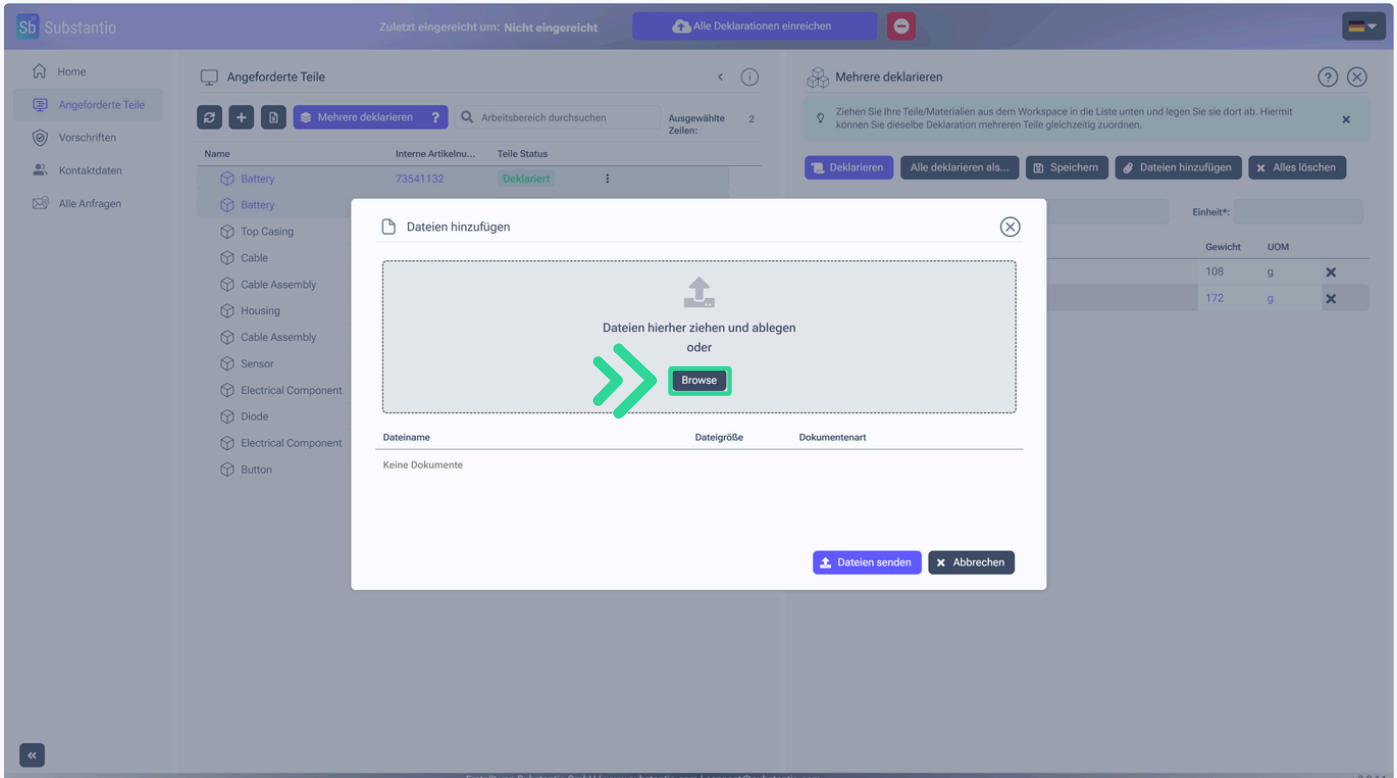 Sb Substantio
Zuletzt eingereicht um: Nicht eingereicht
Alle Deklarationen einreichen
Home
Angeforderte Teile
Vorschriften
Kontaktdaten
Alle Anfragen
Angeforderte Teile
Mehrere deklarieren ?
Arbeitsbereich durchsuchen
Ausgewählte
Zeilen:
2
Name Interne Artikelnu... Teile Status
Battery 73541132 Deklariert
Battery
Top Casing
Cable
Cable Assembly
Housing
Cable Assembly
Sensor
Electrical Component
Diode
Electrical Component
Button
Mehrere deklarieren
Ziehen Sie Ihre Teile/Materialien aus dem Workspace in die Liste unten und legen Sie sie dort ab. Hiermit
können Sie dieselbe Deklaration mehreren Teile gleichzeitig zuordnen.
Deklarieren Alle deklarieren als... Speichern Dateien hinzufügen Alles löschen
Einheit*:
Gewicht UOM
108 g
172 g
Dateien hinzufügen
Dateien hierher ziehen und ablegen
oder
Browse
Dateiname Dateigröße Dokumentenart
Keine Dokumente
Dateien senden Abbrechen